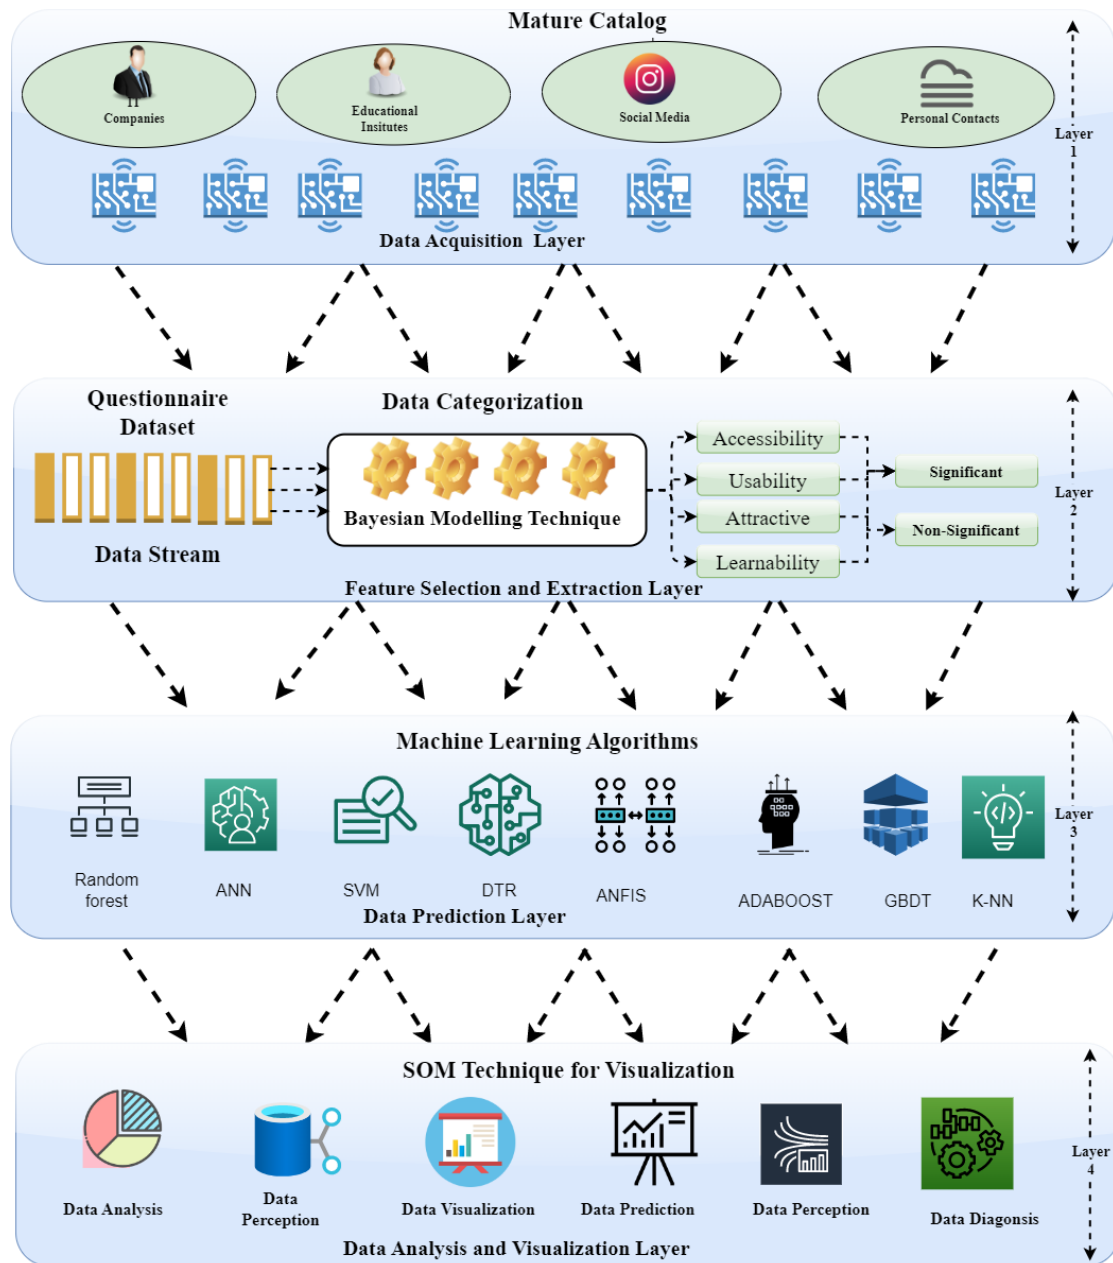 Mature Catalog
Companies
Educational
Insitutes
Social Media
Personal Contacts
Layer
1
Data Acquisition Layer
Questionnaire
Dataset
Data Categorization
Accessibility
Usability
Attractive
Learnability
Significant
Non-Significant
Bayesian Modelling Technique
Data Stream
Layer
2
Feature Selection and Extraction Layer
Machine Learning Algorithms
Random
forest
ANN
SVM
DTR
ANFIS
ADABOOST
GBDT
K-NN
Layer
3
Data Prediction Layer
SOM Technique for Visualization
Data Analysis
Data
Perception
Data Visualization
Data Prediction
Data Perception
Data Diagonsis
Layer
4
Data Analysis and Visualization Layer